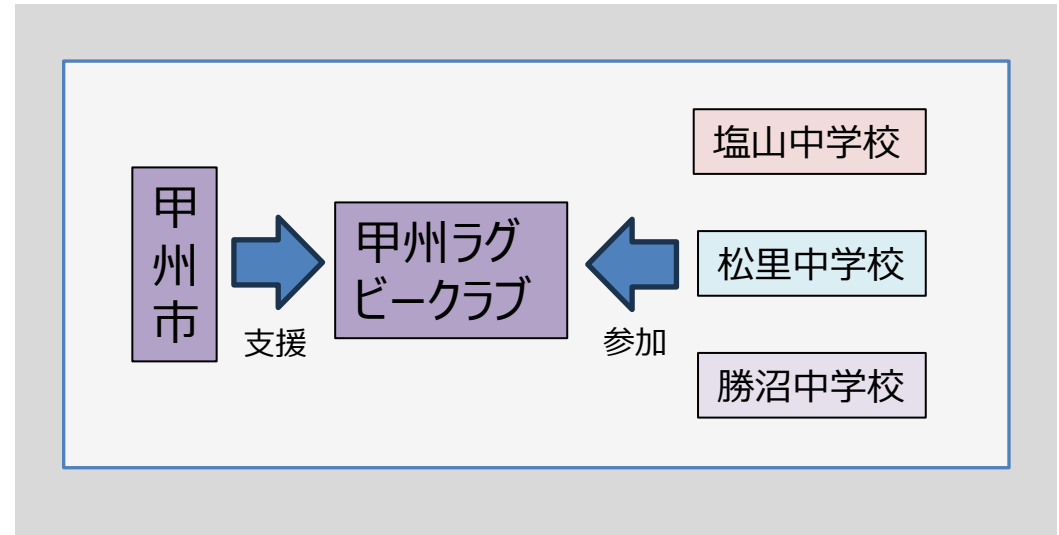 甲州市
支援
甲州ラグ
ビークラブ
参加
塩山中学校
松里中学校
勝沼中学校